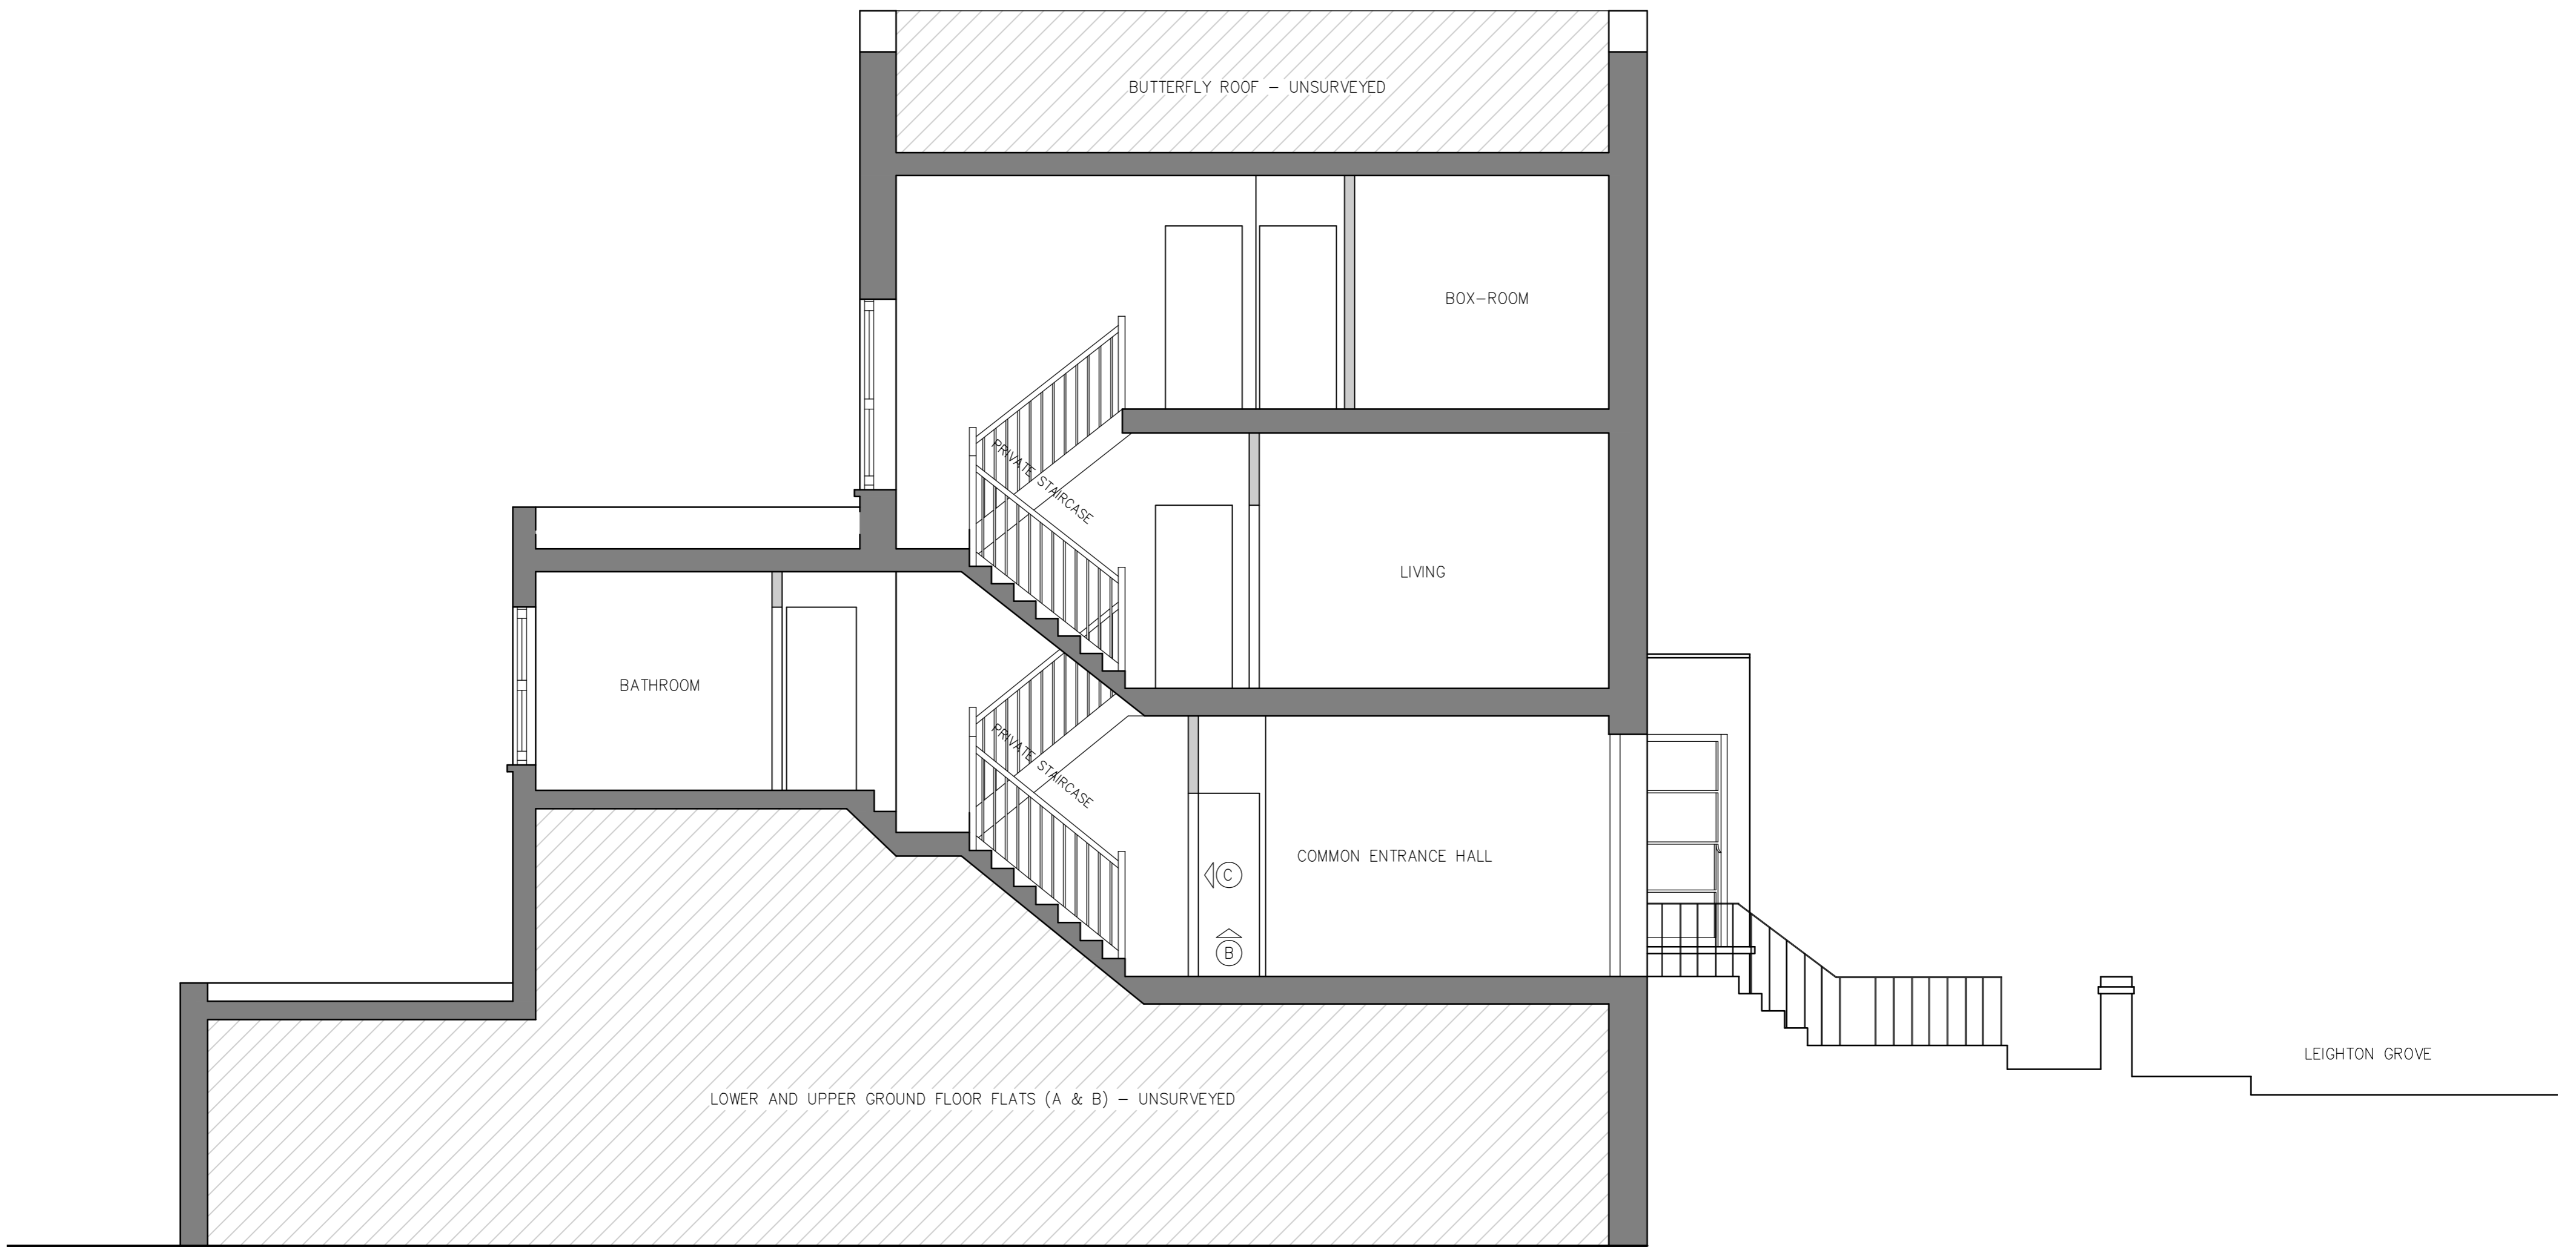 BUTTERFLY ROOF - UNSURVEYED
BOX-ROOM
PRIVATE STAIRCASE
LIVING
BATHROOM
PRIVATE STAIRCASE
COMMON ENTRANCE HALL
C
B
LEIGHTON GROVE
LOWER AND UPPER GROUND FLOOR FLATS (A & B) - UNSURVEYED